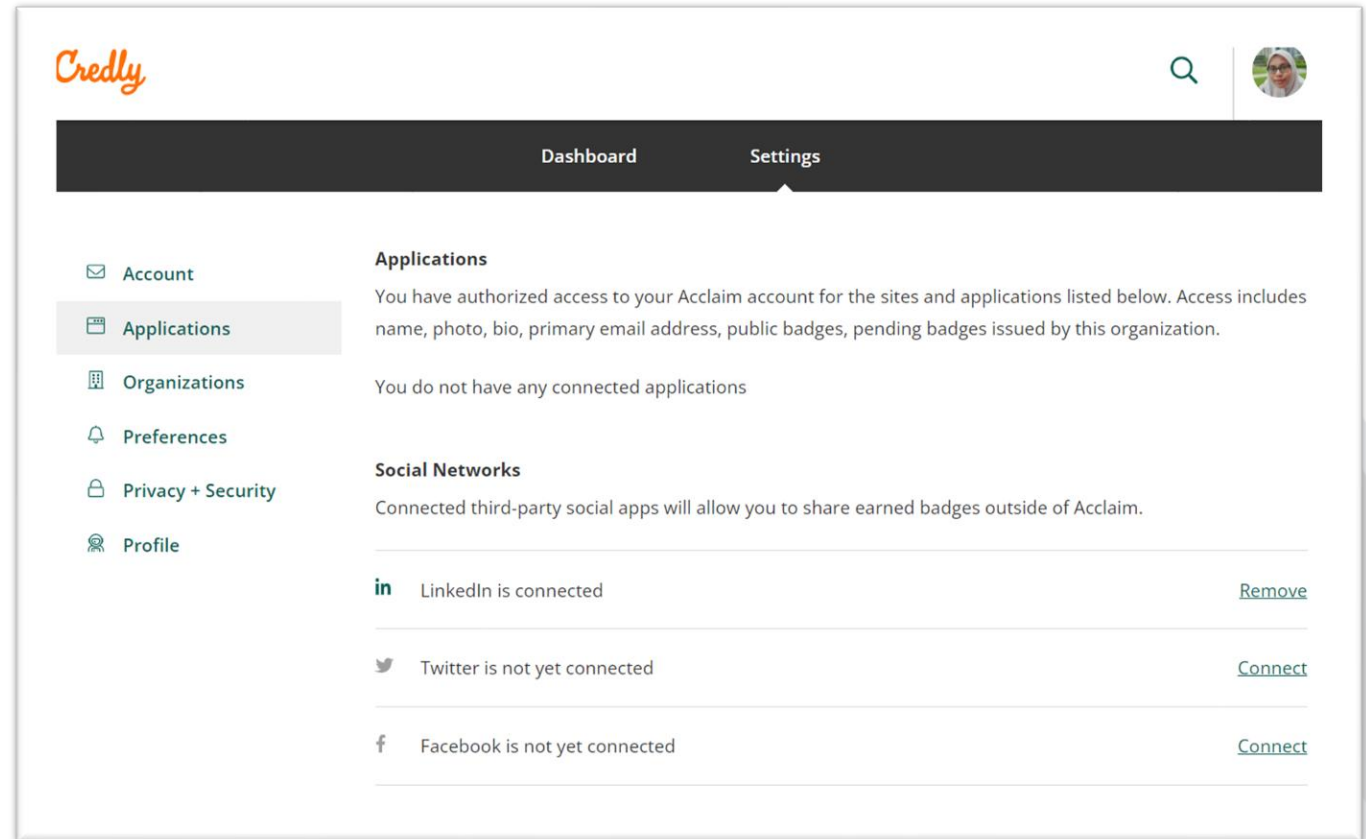 Credly
Dashboard Settings
Account
Applications
Organizations
Preferences
Privacy + Security
Profile
Applications
You have authorized access to your Acclaim account for the sites and applications listed below. Access includes
name, photo, bio, primary email address, public badges, pending badges issued by this organization.
You do not have any connected applications
Social Networks
Connected third-party social apps will allow you to share earned badges outside of Acclaim.
in LinkedIn is connected Remove
Twitter is not yet connected Connect
f Facebook is not yet connected Connect